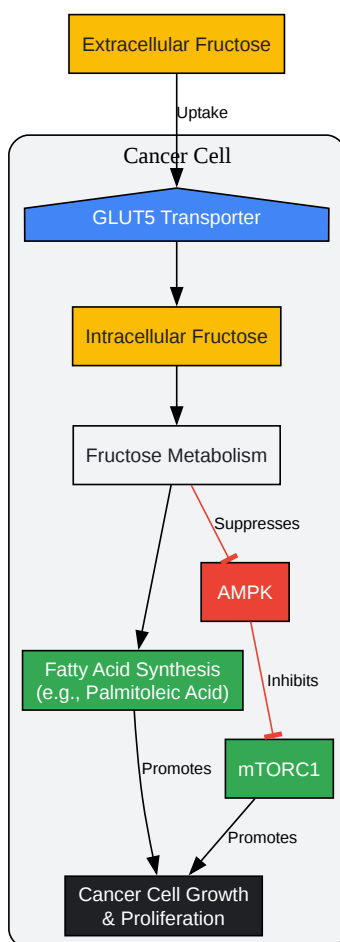 Extracellular Fructose
Uptake
Cancer Cell
GLUT5 Transporter
Intracellular Fructose
Fructose Metabolism
Suppresses
AMPK
Fatty Acid Synthesis
(e.g., Palmitoleic Acid)
Inhibits
mTORC1
Promotes
Promotes
Cancer Cell Growth
& Proliferation